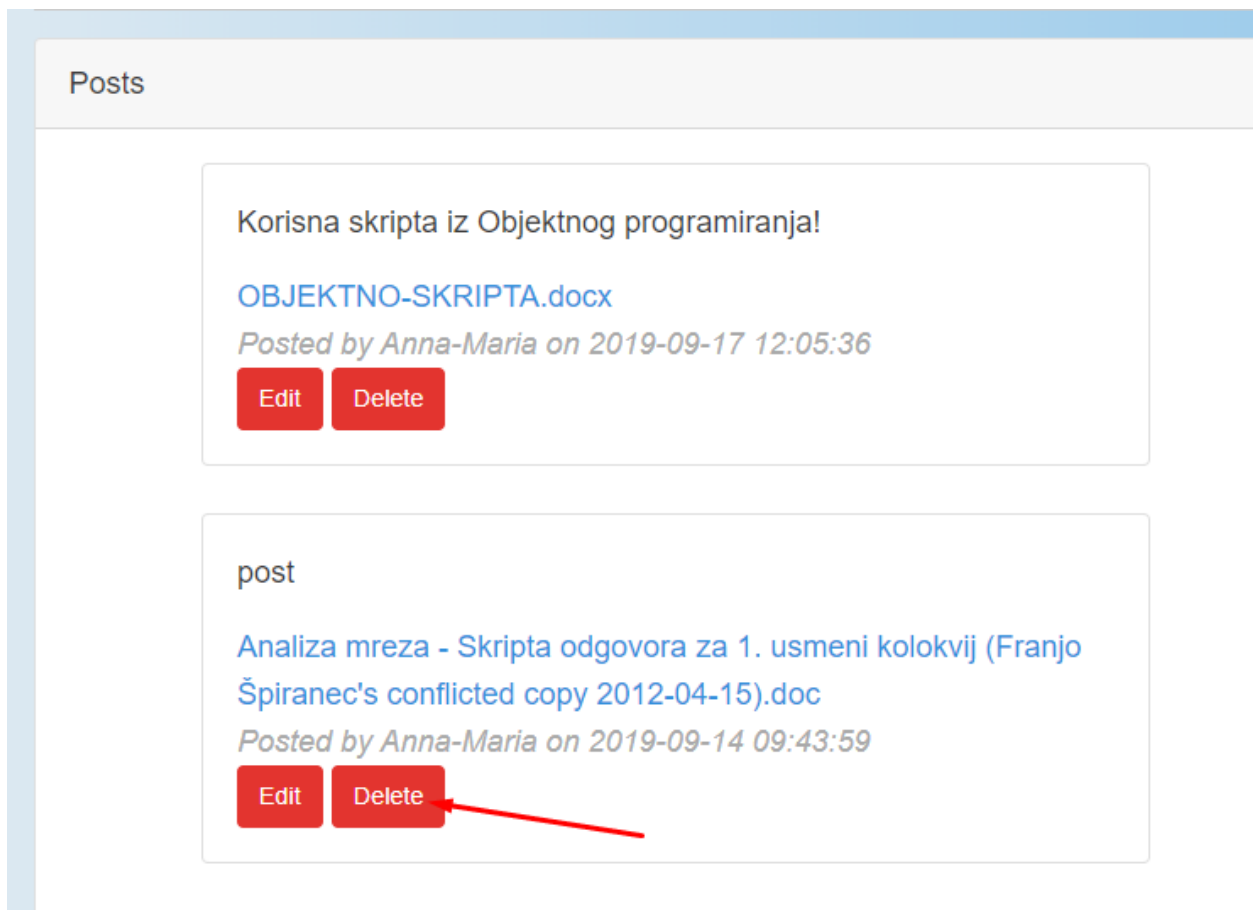 Posts
Korisna skripta iz Objektnog programiranja!
OBJEKTNO-SKRIPTA.docx
Posted by Anna-Maria on 2019-09-17 12:05:36
Edit Delete
post
Analiza mreza - Skripta odgovora za 1. usmeni kolokvij (Franjo
Špiranec's conflicted copy 2012-04-15).doc
Posted by Anna-Maria on 2019-09-14 09:43:59
Edit Delete